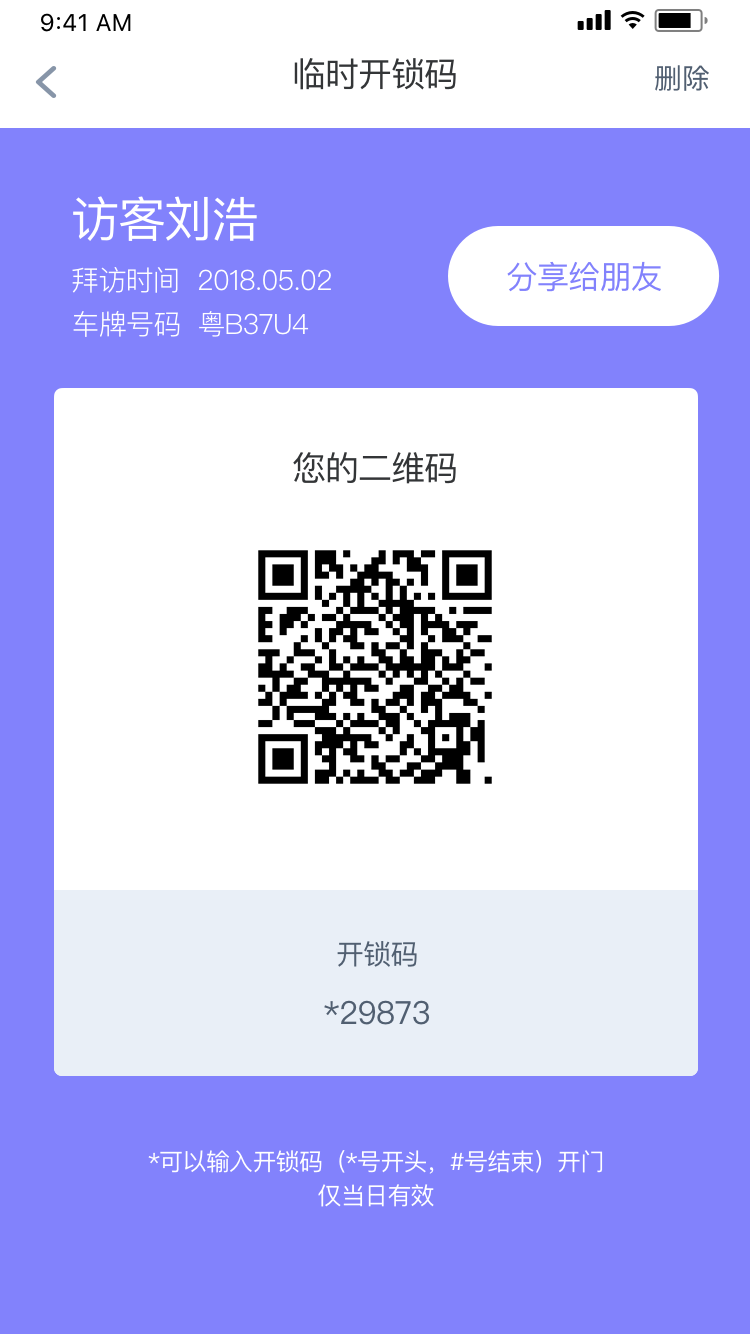 9:41 AM
临时开锁码
删除
访客刘浩
拜访时间 2018.05.02
车牌号码 粤B37U4
分享给朋友
您的二维码
开锁码
*29873
*可以输入开锁码（*号开头，#号结束）开门
仅当日有效